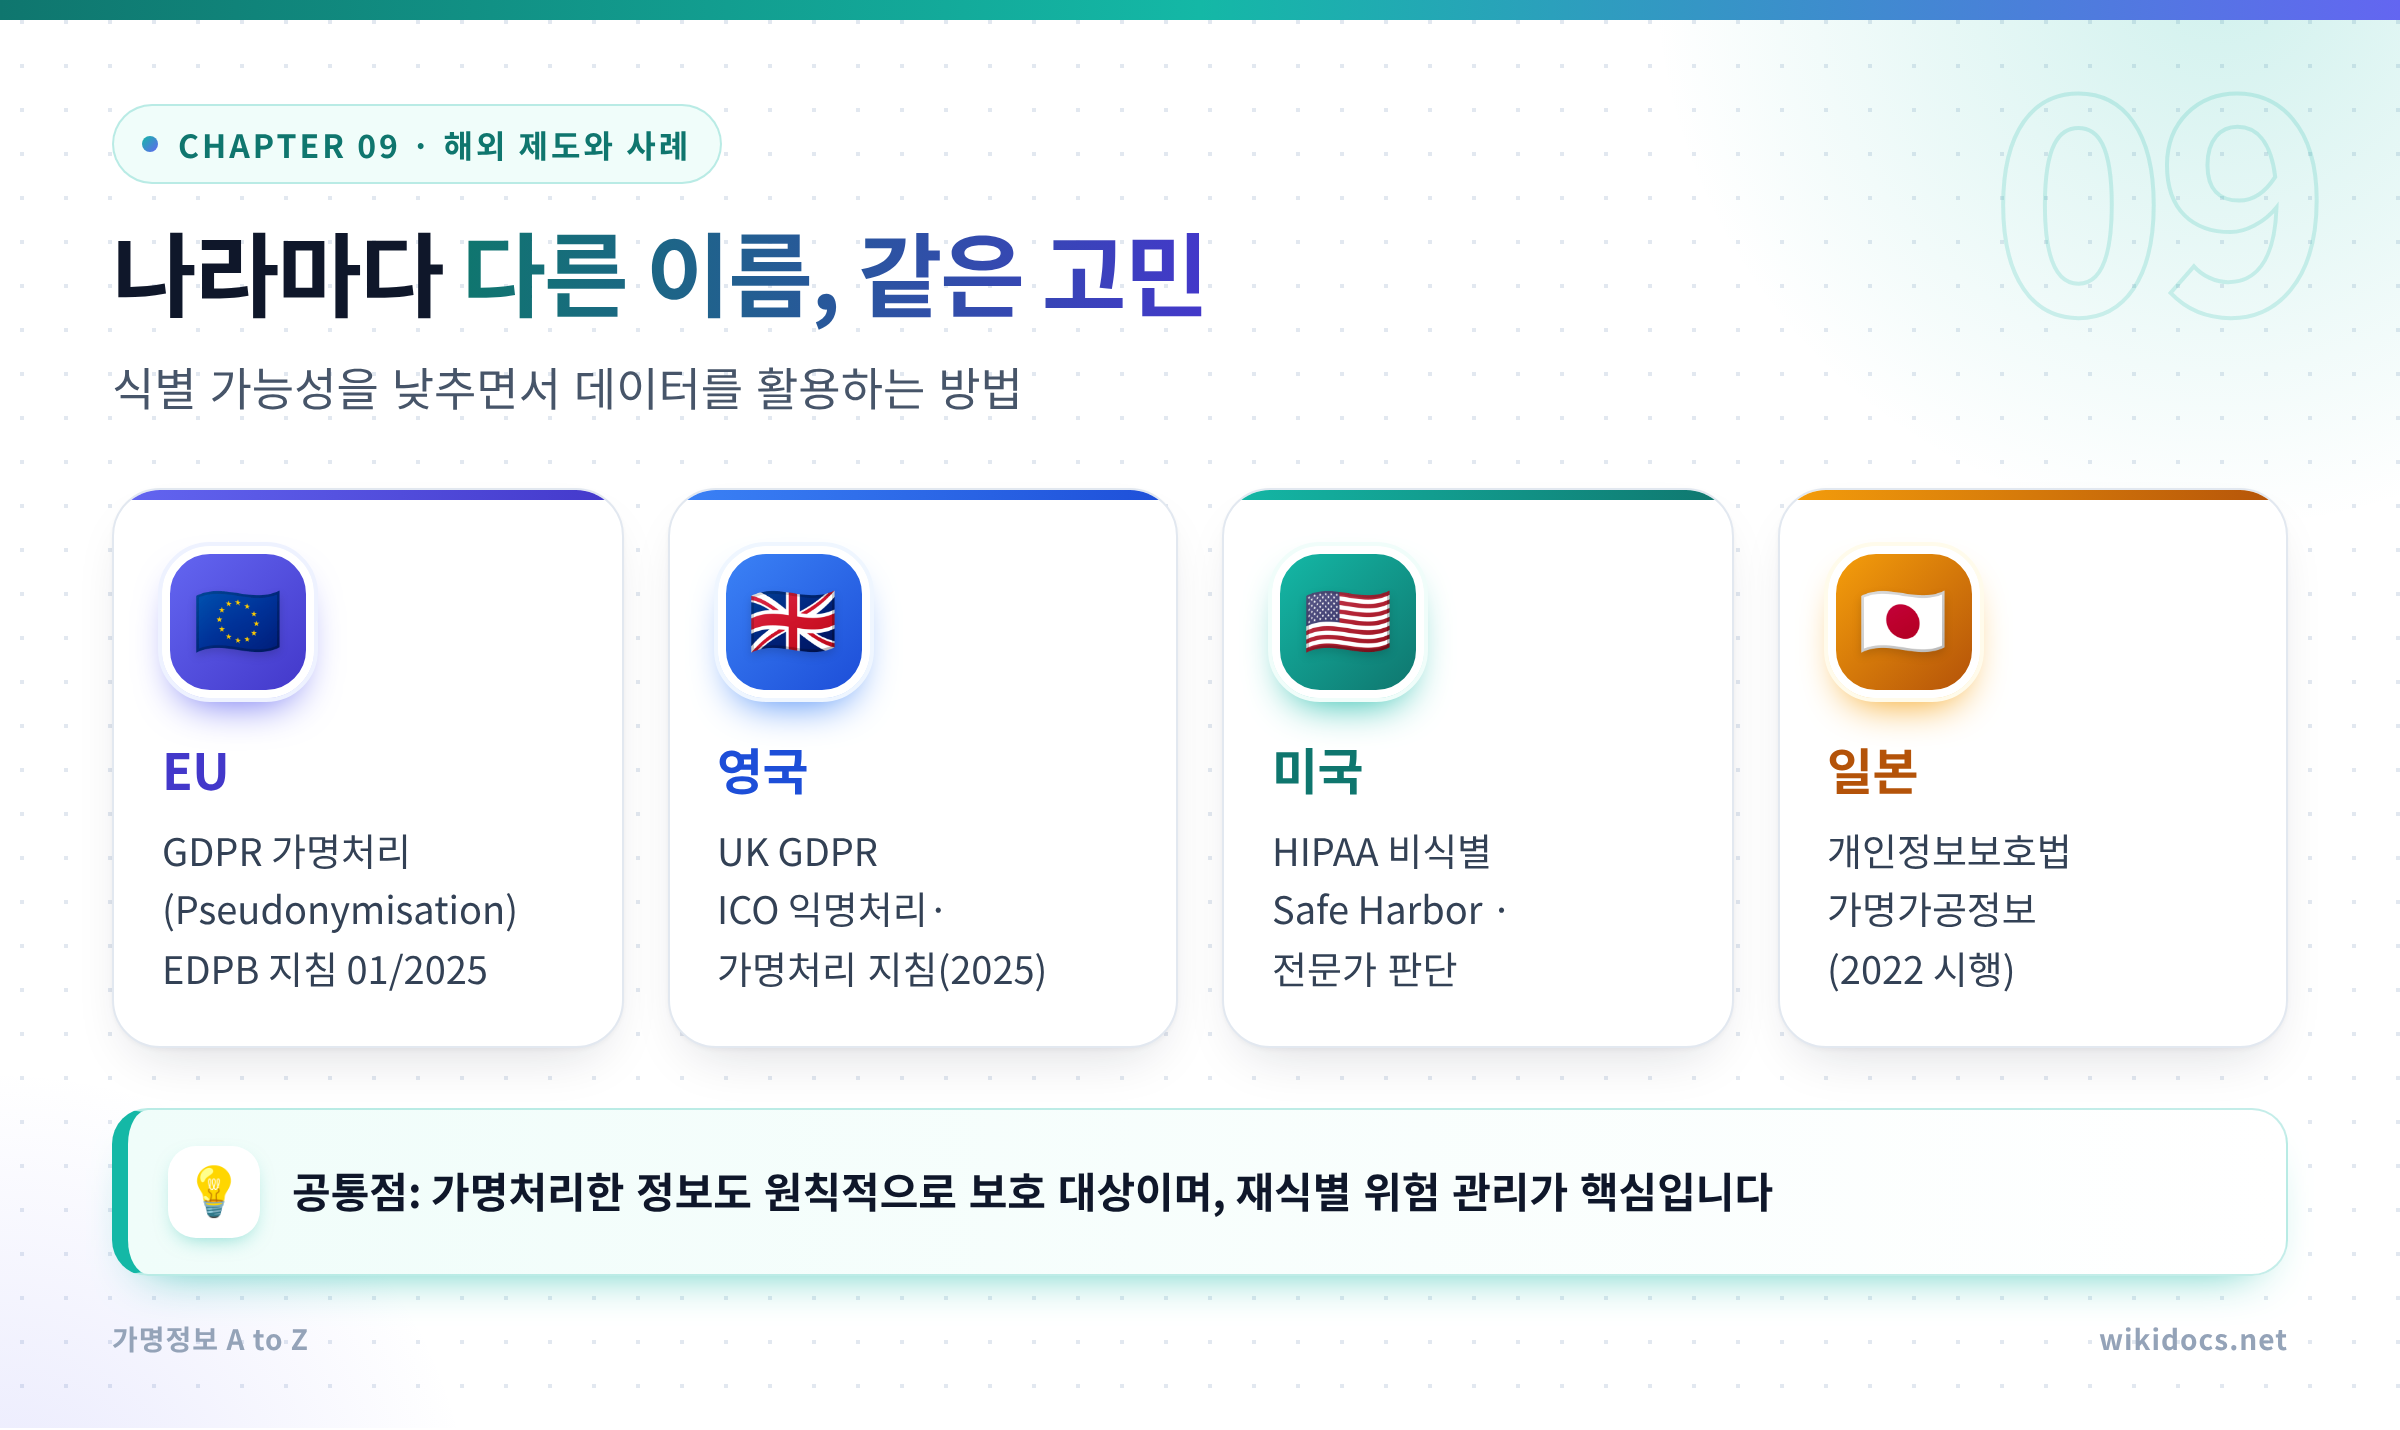 CHAPTER 09 · 해외 제도와 사례
09
나라마다 다른 이름, 같은 고민
식별 가능성을 낮추면서 데이터를 활용하는 방법
EU
GDPR 가명처리
(Pseudonymisation)
EDPB 지침 01/2025
영국
UK GDPR
ICO 익명처리·
가명처리 지침(2025)
미국
HIPAA 비식별
Safe Harbor ·
전문가 판단
일본
개인정보보호법
가명가공정보
(2022 시행)
공통점: 가명처리한 정보도 원칙적으로 보호 대상이며, 재식별 위험 관리가 핵심입니다
가명정보 A to Z
wikidocs.net